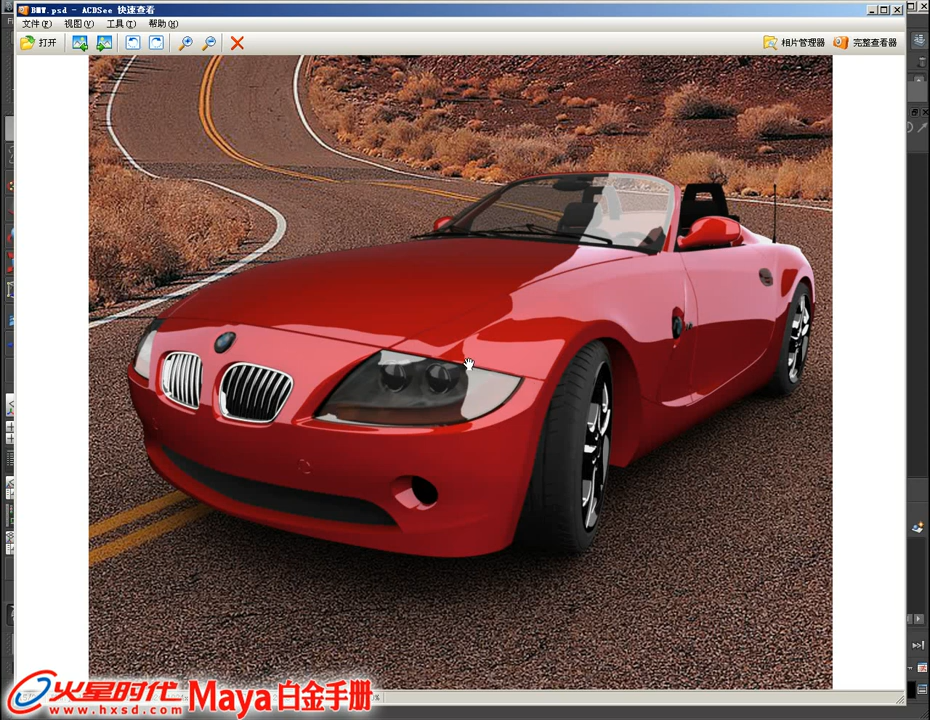 BMW.psd - ACDSee 快速查看
文件(F) 视图(V) 工具(T) 帮助(H)
打开 相片管理器 完整查看器
火星时代 Maya 白金手册
www.hxsd.com